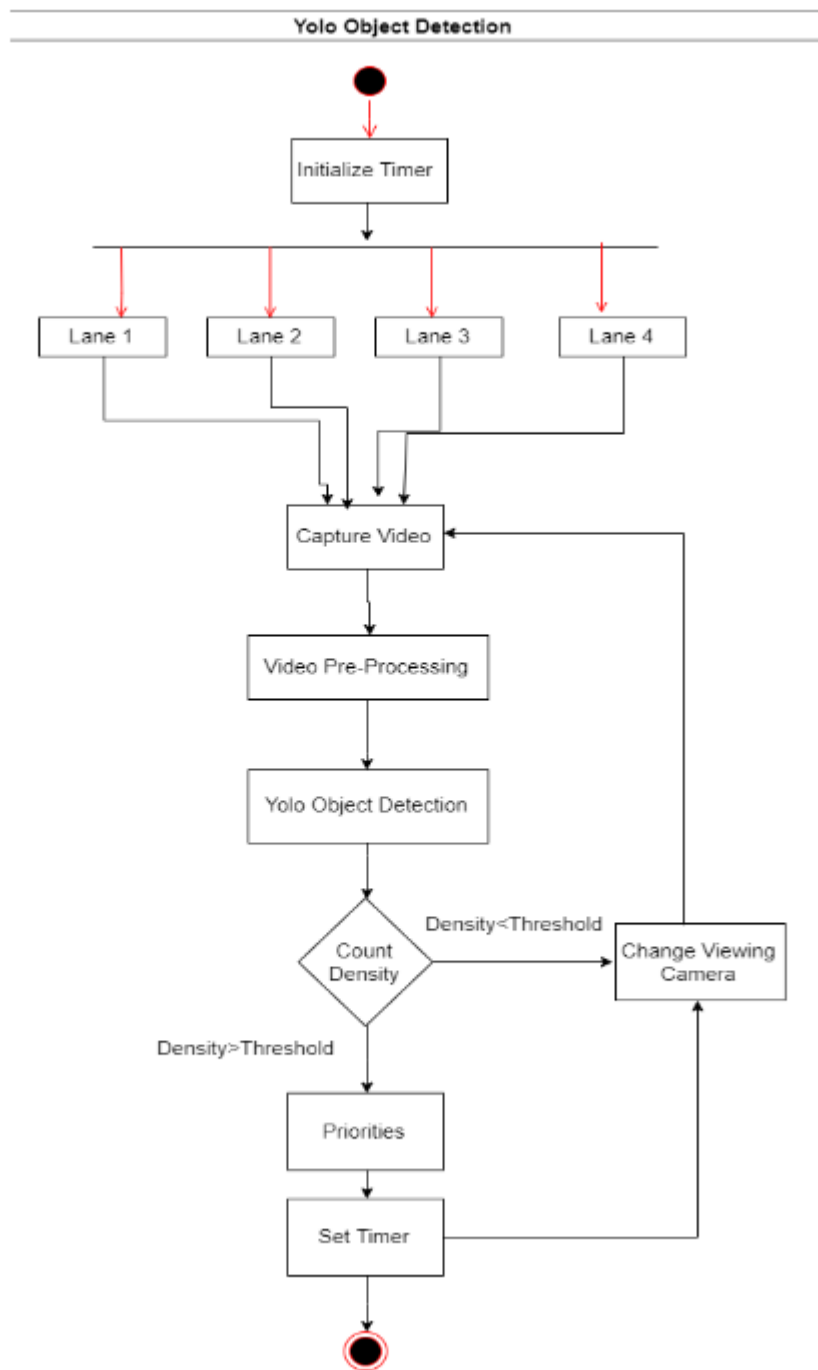 Yolo Object Detection
Initialize Timer
Lane 1
Lane 2
Lane 3
Lane 4
Capture Video
Video Pre-Processing
Yolo Object Detection
Count
Density
Density<Threshold
Change Viewing
Camera
Density>Threshold
Priorities
Set Timer